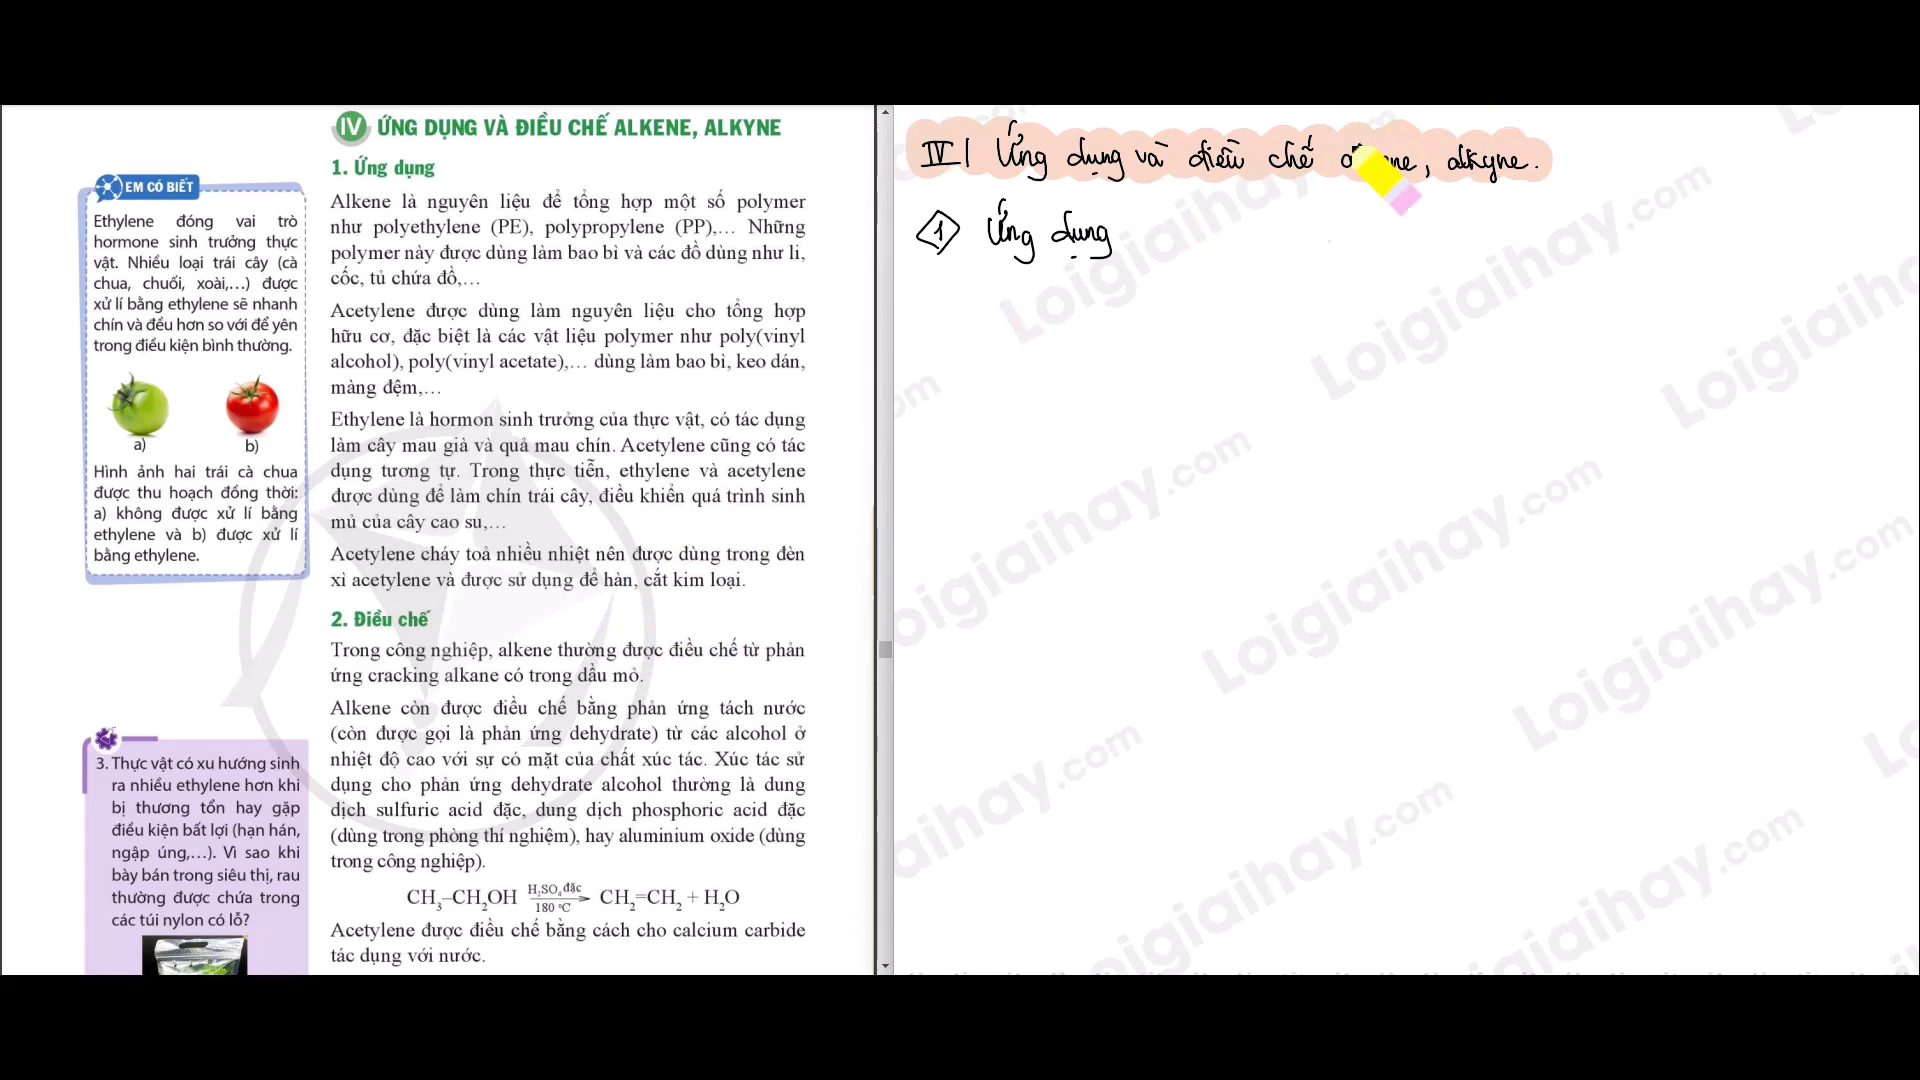 IV ỨNG DỤNG VÀ ĐIỀU CHẾ ALKENE, ALKYNE
1. Ứng dụng
Alkene là nguyên liệu để tổng hợp một số polymer
như polyethylene (PE), polypropylene (PP),... Những
polymer này được dùng làm bao bì và các đồ dùng như li,
cốc, tủ chứa đồ,...
Acetylene được dùng làm nguyên liệu cho tổng hợp
hữu cơ, đặc biệt là các vật liệu polymer như poly(vinyl
alcohol), poly(vinyl acetate),... dùng làm bao bì, keo dán,
màng đệm,...
Ethylene là hormon sinh trưởng của thực vật, có tác dụng
làm cây mau già và quả mau chín. Acetylene cũng có tác
dụng tương tự. Trong thực tiễn, ethylene và acetylene
được dùng để làm chín trái cây, điều khiển quá trình sinh
mủ của cây cao su,...
Acetylene cháy toả nhiều nhiệt nên được dùng trong đèn
xì acetylene và được sử dụng để hàn, cắt kim loại.
2. Điều chế
Trong công nghiệp, alkene thường được điều chế từ phản
ứng cracking alkane có trong dầu mỏ.
Alkene còn được điều chế bằng phản ứng tách nước
(còn được gọi là phản ứng dehydrate) từ các alcohol ở
nhiệt độ cao với sự có mặt của chất xúc tác. Xúc tác sử
dụng cho phản ứng dehydrate alcohol thường là dung
dịch sulfuric acid đặc, dung dịch phosphoric acid đặc
(dùng trong phòng thí nghiệm), hay aluminium oxide (dùng
trong công nghiệp).
CH₃–CH₂OH H₂SO₄ đặc 180 °C → CH₂=CH₂ + H₂O
Acetylene được điều chế bằng cách cho calcium carbide
tác dụng với nước.
EM CÓ BIẾT
Ethylene đóng vai trò
hormone sinh trưởng thực
vật. Nhiều loại trái cây (cà
chua, chuối, xoài,...) được
xử lí bằng ethylene sẽ nhanh
chín và đều hơn so với để yên
trong điều kiện bình thường.
a) b)
Hình ảnh hai trái cà chua
được thu hoạch đồng thời:
a) không được xử lí bằng
ethylene và b) được xử lí
bằng ethylene.
3. Thực vật có xu hướng sinh
ra nhiều ethylene hơn khi
bị thương tổn hay gặp
điều kiện bất lợi (hạn hán,
ngập úng,...). Vì sao khi
bày bán trong siêu thị, rau
thường được chứa trong
các túi nylon có lỗ?
IV| Ứng dụng và điều chế , alkyne.
1 Ứng dụng
Loigiaihay.com
Loigiaihay.com
Loigiaihay.com
Loigiaihay.com
Loigiaihay.com
Loigiaihay.com
Loigiaihay.com
Loigiaihay.com